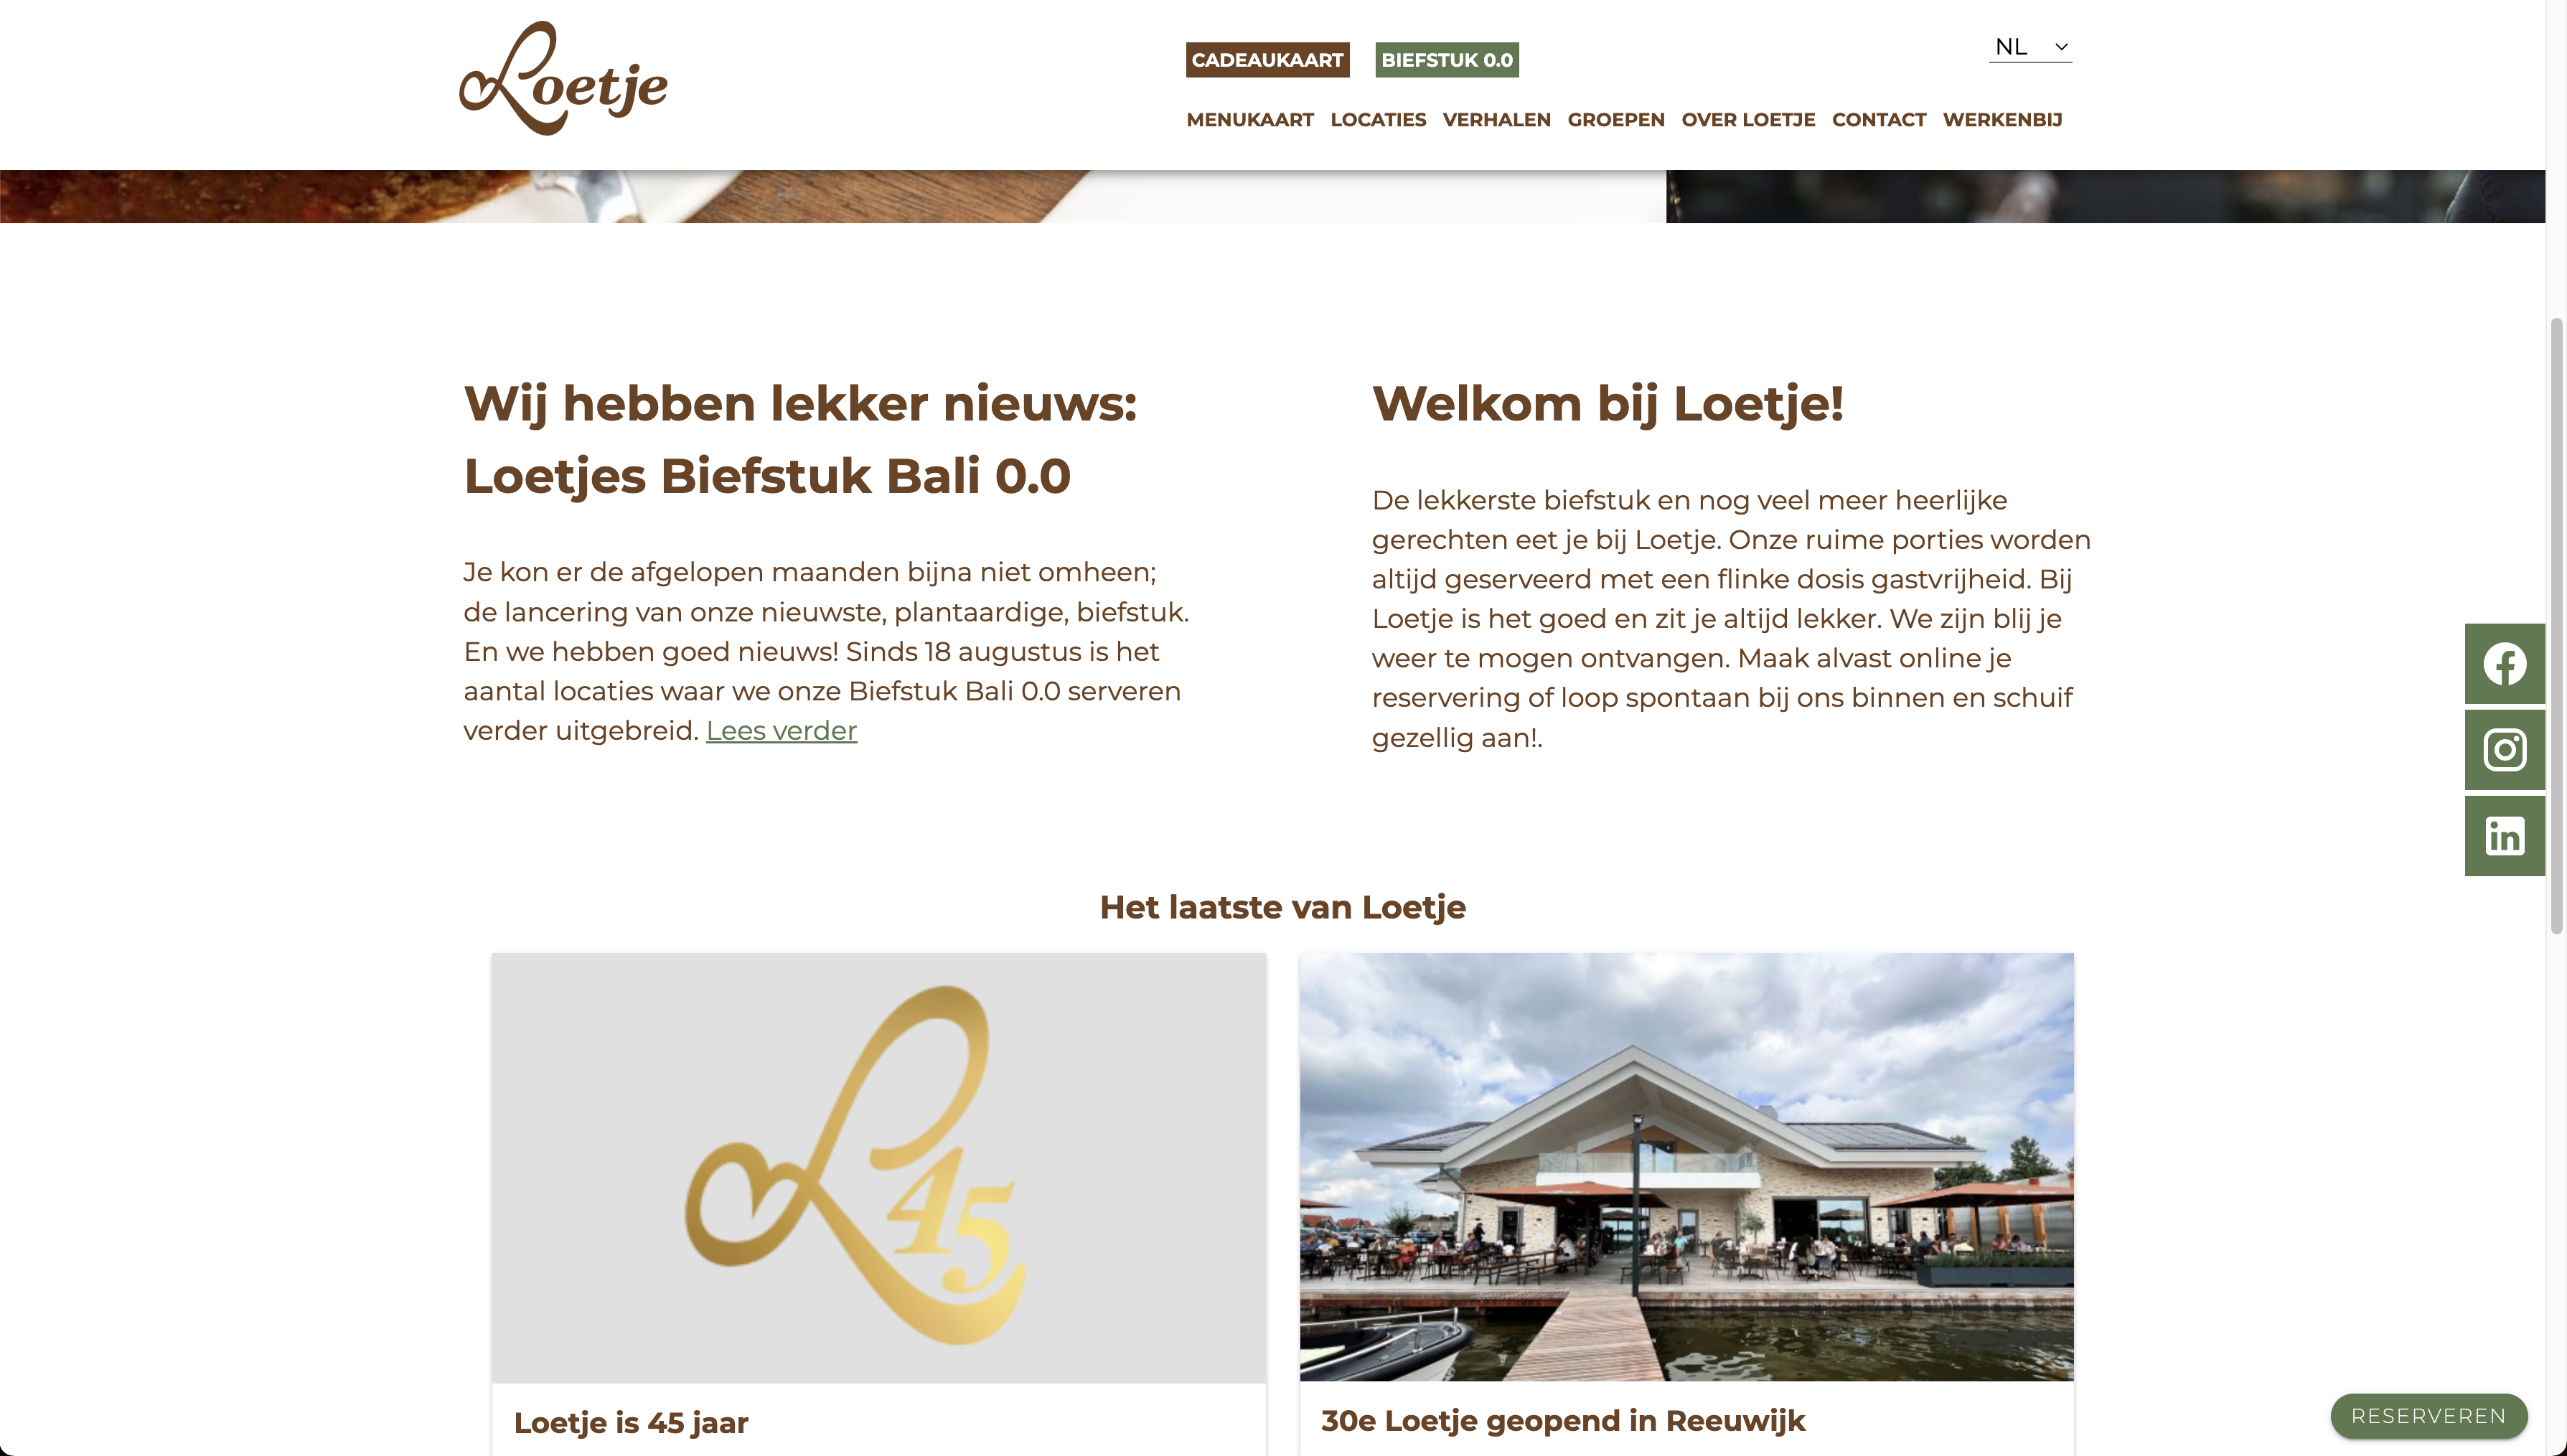 Loetje
CADEAUKAART
BIEFSTUK 0.0
NL
MENUKAART LOCATIES VERHALEN GROEPEN OVER LOETJE CONTACT WERKENBIJ
Wij hebben lekker nieuws:
Loetjes Biefstuk Bali 0.0
Je kon er de afgelopen maanden bijna niet omheen;
de lancering van onze nieuwste, plantaardige, biefstuk.
En we hebben goed nieuws! Sinds 18 augustus is het
aantal locaties waar we onze Biefstuk Bali 0.0 serveren
verder uitgebreid. Lees verder
Welkom bij Loetje!
De lekkerste biefstuk en nog veel meer heerlijke
gerechten eet je bij Loetje. Onze ruime porties worden
altijd geserveerd met een flinke dosis gastvrijheid. Bij
Loetje is het goed en zit je altijd lekker. We zijn blij je
weer te mogen ontvangen. Maak alvast online je
reservering of loop spontaan bij ons binnen en schuif
gezellig aan!.
in
Het laatste van Loetje
L45
Loetje is 45 jaar
30e Loetje geopend in Reeuwijk
RESERVEREN